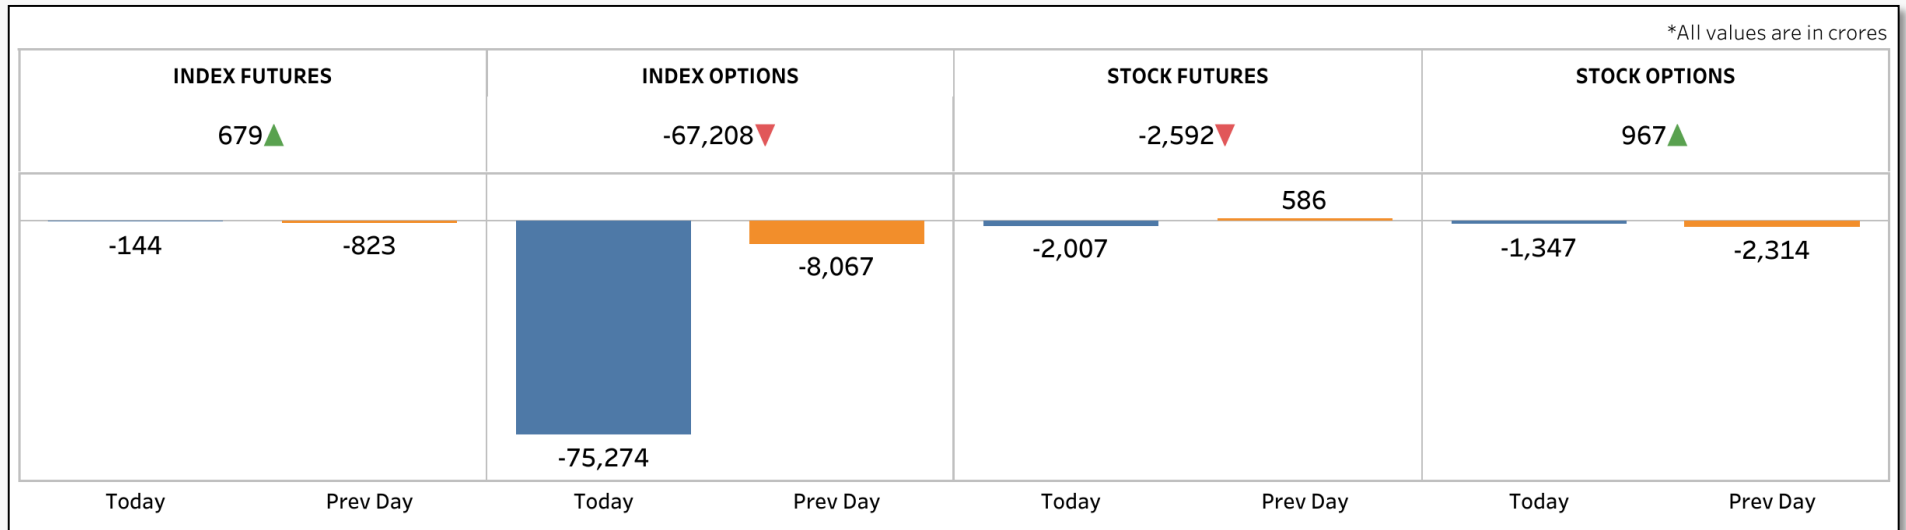 *All values are in crores
INDEX FUTURES INDEX OPTIONS STOCK FUTURES STOCK OPTIONS
679▲ -67,208▼ -2,592▼ 967▲
586
-144 -823 -8,067 -2,007 -1,347 -2,314
-75,274
Today Prev Day Today Prev Day Today Prev Day Today Prev Day